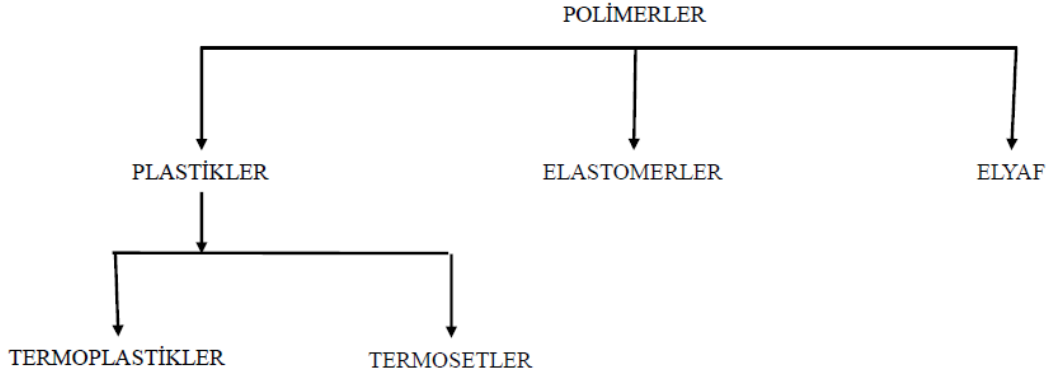 POLİMERLER
PLASTİKLER
ELASTOMERLER
ELYAF
TERMOPLASTİKLER
TERMOSETLER